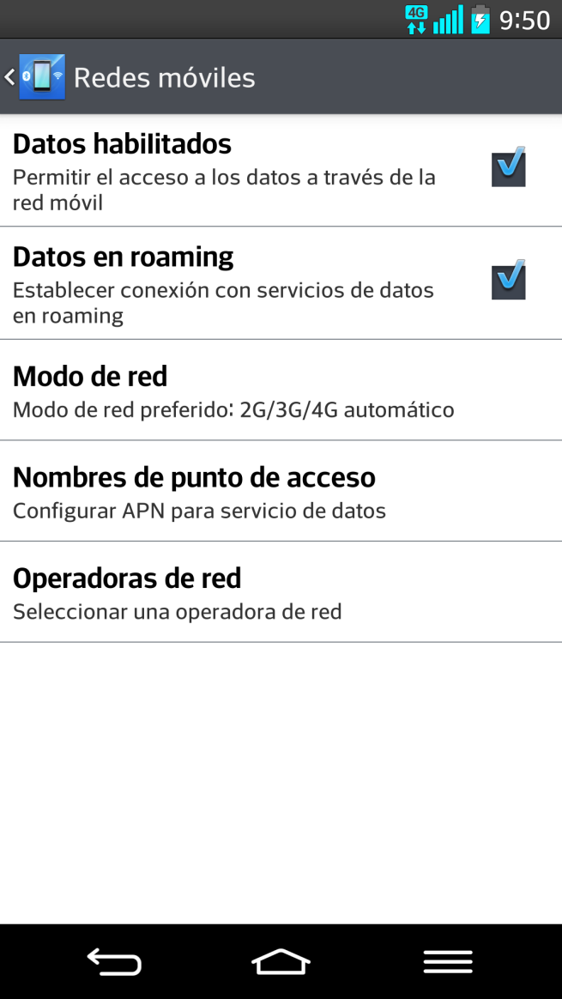 4G 9:50
Redes móviles
Datos habilitados
Permitir el acceso a los datos a través de la
red móvil
Datos en roaming
Establecer conexión con servicios de datos
en roaming
Modo de red
Modo de red preferido: 2G/3G/4G automático
Nombres de punto de acceso
Configurar APN para servicio de datos
Operadoras de red
Seleccionar una operadora de red